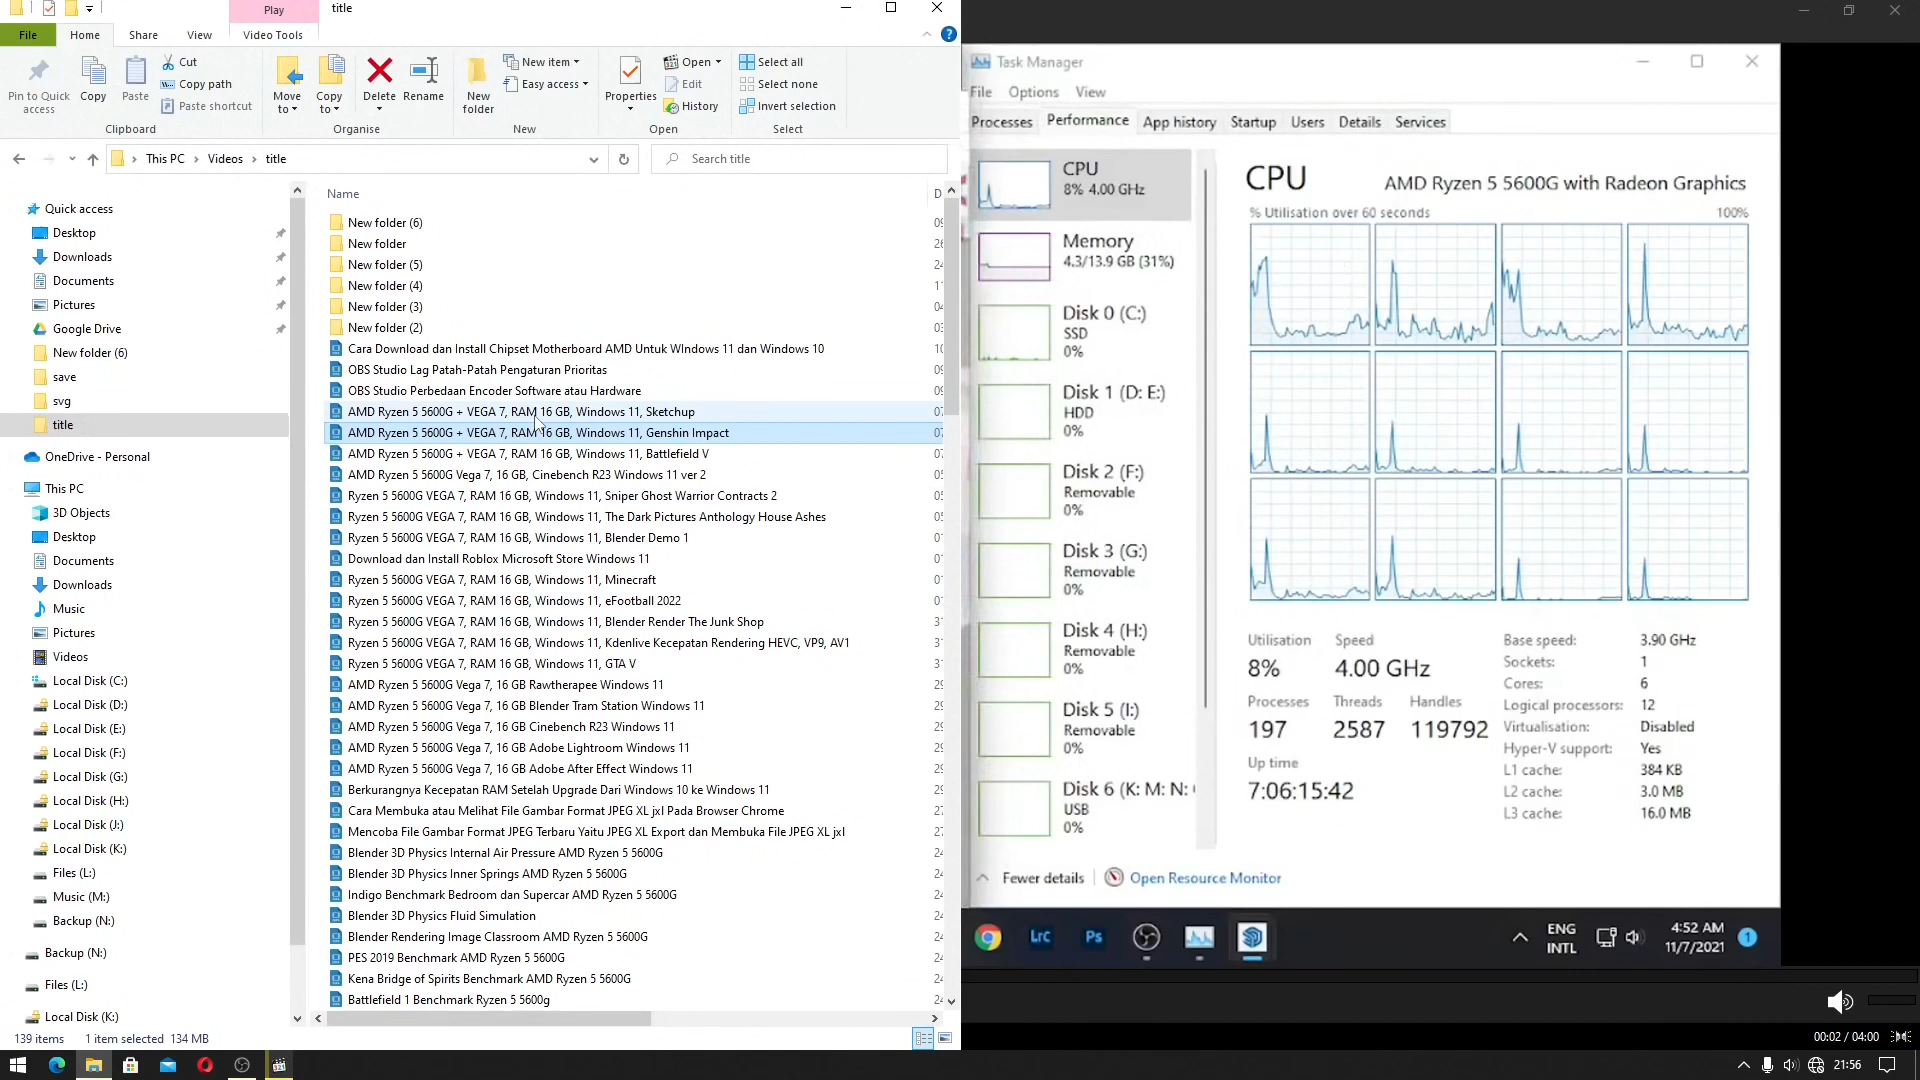 Play
title
File
Home
Share
View
Video Tools
Pin to Quick access
Copy
Paste
Cut
Copy path
Paste shortcut
Clipboard
Move to
Copy to
Delete
Rename
Organise
New folder
New item
Easy access
New
Properties
Open
Edit
History
Open
Select all
Select none
Invert selection
Select
This PC
Videos
title
Search title
Quick access
Desktop
Downloads
Documents
Pictures
Google Drive
New folder (6)
save
svg
title
OneDrive - Personal
This PC
3D Objects
Desktop
Documents
Downloads
Music
Pictures
Videos
Local Disk (C:)
Local Disk (D:)
Local Disk (E:)
Local Disk (F:)
Local Disk (G:)
Local Disk (H:)
Local Disk (J:)
Local Disk (K:)
Files (L:)
Music (M:)
Backup (N:)
Backup (N:)
Files (L:)
Local Disk (K:)
Name
New folder (6)
New folder
New folder (5)
New folder (4)
New folder (3)
New folder (2)
Cara Download dan Install Chipset Motherboard AMD Untuk WIndows 11 dan Windows 10
OBS Studio Lag Patah-Patah Pengaturan Prioritas
OBS Studio Perbedaan Encoder Software atau Hardware
AMD Ryzen 5 5600G + VEGA 7, RAM 16 GB, Windows 11, Sketchup
AMD Ryzen 5 5600G + VEGA 7, RAM 16 GB, Windows 11, Genshin Impact
AMD Ryzen 5 5600G + VEGA 7, RAM 16 GB, Windows 11, Battlefield V
AMD Ryzen 5 5600G Vega 7, 16 GB, Cinebench R23 Windows 11 ver 2
Ryzen 5 5600G VEGA 7, RAM 16 GB, Windows 11, Sniper Ghost Warrior Contracts 2
Ryzen 5 5600G VEGA 7, RAM 16 GB, Windows 11, The Dark Pictures Anthology House Ashes
Ryzen 5 5600G VEGA 7, RAM 16 GB, Windows 11, Blender Demo 1
Download dan Install Roblox Microsoft Store Windows 11
Ryzen 5 5600G VEGA 7, RAM 16 GB, Windows 11, Minecraft
Ryzen 5 5600G VEGA 7, RAM 16 GB, Windows 11, eFootball 2022
Ryzen 5 5600G VEGA 7, RAM 16 GB, Windows 11, Blender Render The Junk Shop
Ryzen 5 5600G VEGA 7, RAM 16 GB, Windows 11, Kdenlive Kecepatan Rendering HEVC, VP9, AV1
Ryzen 5 5600G VEGA 7, RAM 16 GB, Windows 11, GTA V
AMD Ryzen 5 5600G Vega 7, 16 GB Rawtherapee Windows 11
AMD Ryzen 5 5600G Vega 7, 16 GB Blender Tram Station Windows 11
AMD Ryzen 5 5600G Vega 7, 16 GB Cinebench R23 Windows 11
AMD Ryzen 5 5600G Vega 7, 16 GB Adobe Lightroom Windows 11
AMD Ryzen 5 5600G Vega 7, 16 GB Adobe After Effect Windows 11
Berkurangnya Kecepatan RAM Setelah Upgrade Dari Windows 10 ke Windows 11
Cara Membuka atau Melihat File Gambar Format JPEG XL jxl Pada Browser Chrome
Mencoba File Gambar Format JPEG Terbaru Yaitu JPEG XL Export dan Membuka File JPEG XL jxl
Blender 3D Physics Internal Air Pressure AMD Ryzen 5 5600G
Blender 3D Physics Inner Springs AMD Ryzen 5 5600G
Indigo Benchmark Bedroom dan Supercar AMD Ryzen 5 5600G
Blender 3D Physics Fluid Simulation
Blender Rendering Image Classroom AMD Ryzen 5 5600G
PES 2019 Benchmark AMD Ryzen 5 5600G
Kena Bridge of Spirits Benchmark AMD Ryzen 5 5600G
Battlefield 1 Benchmark Ryzen 5 5600g
139 items
1 item selected 134 MB
Task Manager
File
Options
View
Processes
Performance
App history
Startup
Users
Details
Services
CPU
8% 4.00 GHz
Memory
4.3/13.9 GB (31%)
Disk 0 (C:)
SSD
0%
Disk 1 (D: E:)
HDD
0%
Disk 2 (F:)
Removable
0%
Disk 3 (G:)
Removable
0%
Disk 4 (H:)
Removable
0%
Disk 5 (I:)
Removable
0%
Disk 6 (K: M: N:
USB
0%
CPU
AMD Ryzen 5 5600G with Radeon Graphics
% Utilisation over 60 seconds
100%
Utilisation
8%
Speed
4.00 GHz
Processes
197
Threads
2587
Handles
119792
Up time
7:06:15:42
Base speed: 3.90 GHz
Sockets: 1
Cores: 6
Logical processors: 12
Virtualisation: Disabled
Hyper-V support: Yes
L1 cache: 384 KB
L2 cache: 3.0 MB
L3 cache: 16.0 MB
Fewer details
Open Resource Monitor
LrC
Ps
ENG
INTL
4:52 AM
11/7/2021
1
00:02 / 04:00
21:56